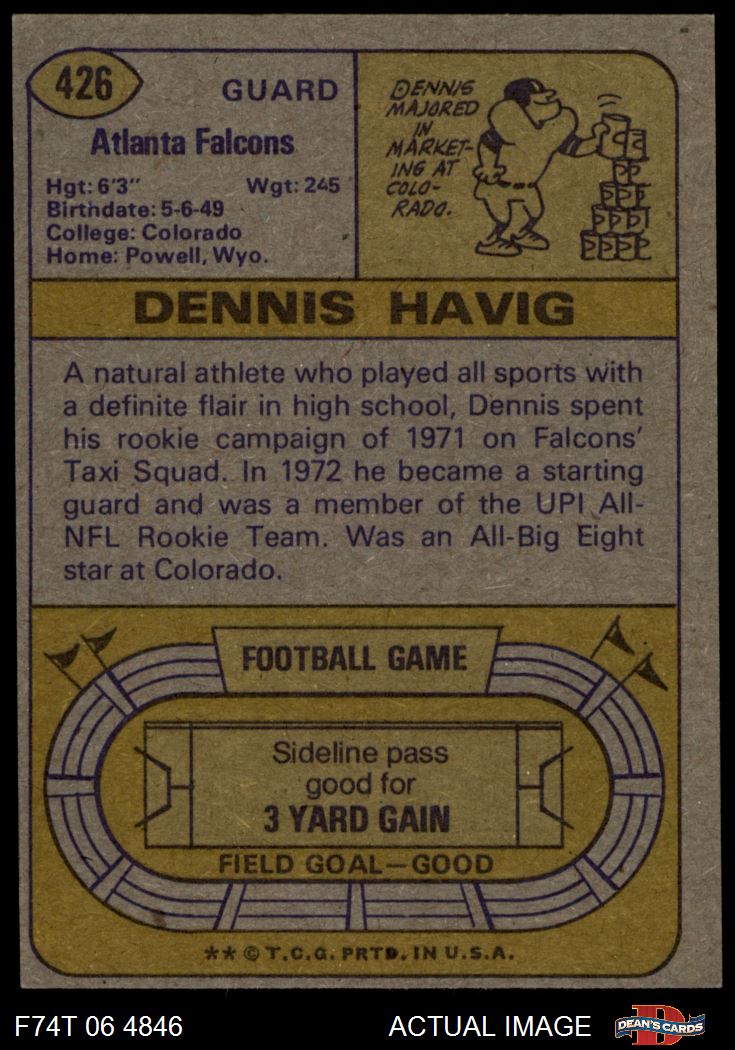 426
GUARD
Atlanta Falcons
Hgt: 6'3" Wgt: 245
Birthdate: 5-6-49
College: Colorado
Home: Powell, Wyo.
DENNIS
MAJORED
IN
MARKET-
ING AT
COLO-
RADO.
DENNIS HAVIG
A natural athlete who played all sports with
a definite flair in high school, Dennis spent
his rookie campaign of 1971 on Falcons'
Taxi Squad. In 1972 he became a starting
guard and was a member of the UPI All-
NFL Rookie Team. Was an All-Big Eight
star at Colorado.
FOOTBALL GAME
Sideline pass
good for
3 YARD GAIN
FIELD GOAL—GOOD
** © T.C.G. PRTD. IN U.S.A.
F74T 06 4846 ACTUAL IMAGE
D
DEAN'S CARDS